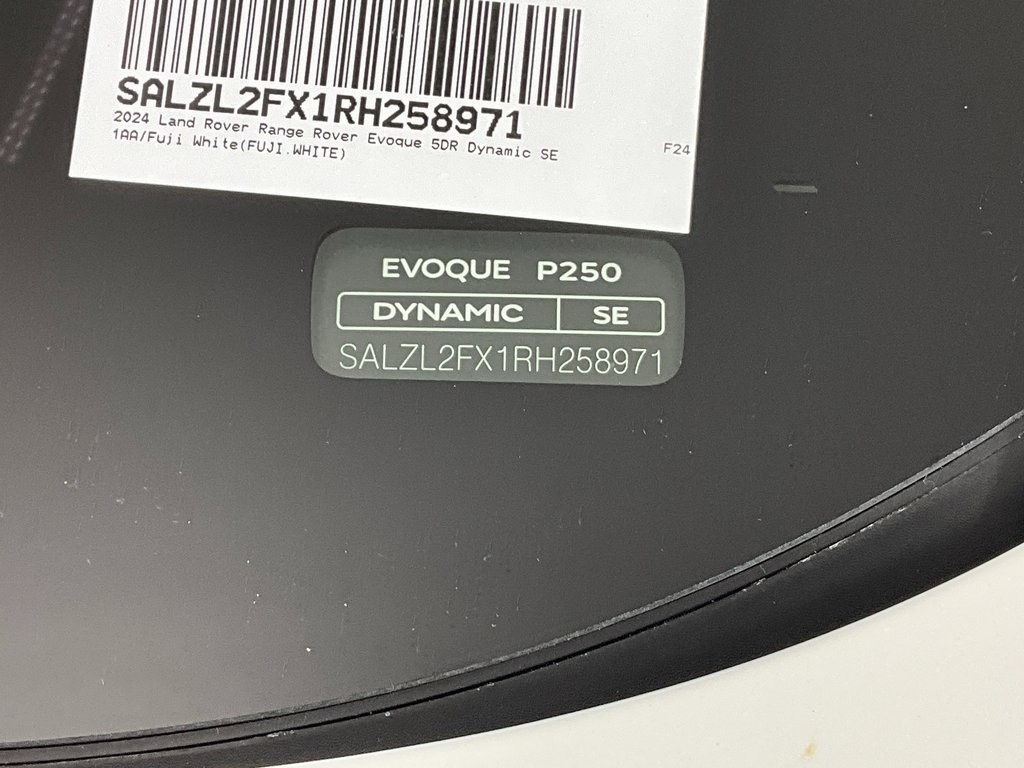 SALZL2FX1RH258971
2024 Land Rover Range Rover Evoque 5DR Dynamic SE
1AA/Fuji White(FUJI.WHITE)
F24
EVOQUE P250
DYNAMIC SE
SALZL2FX1RH258971